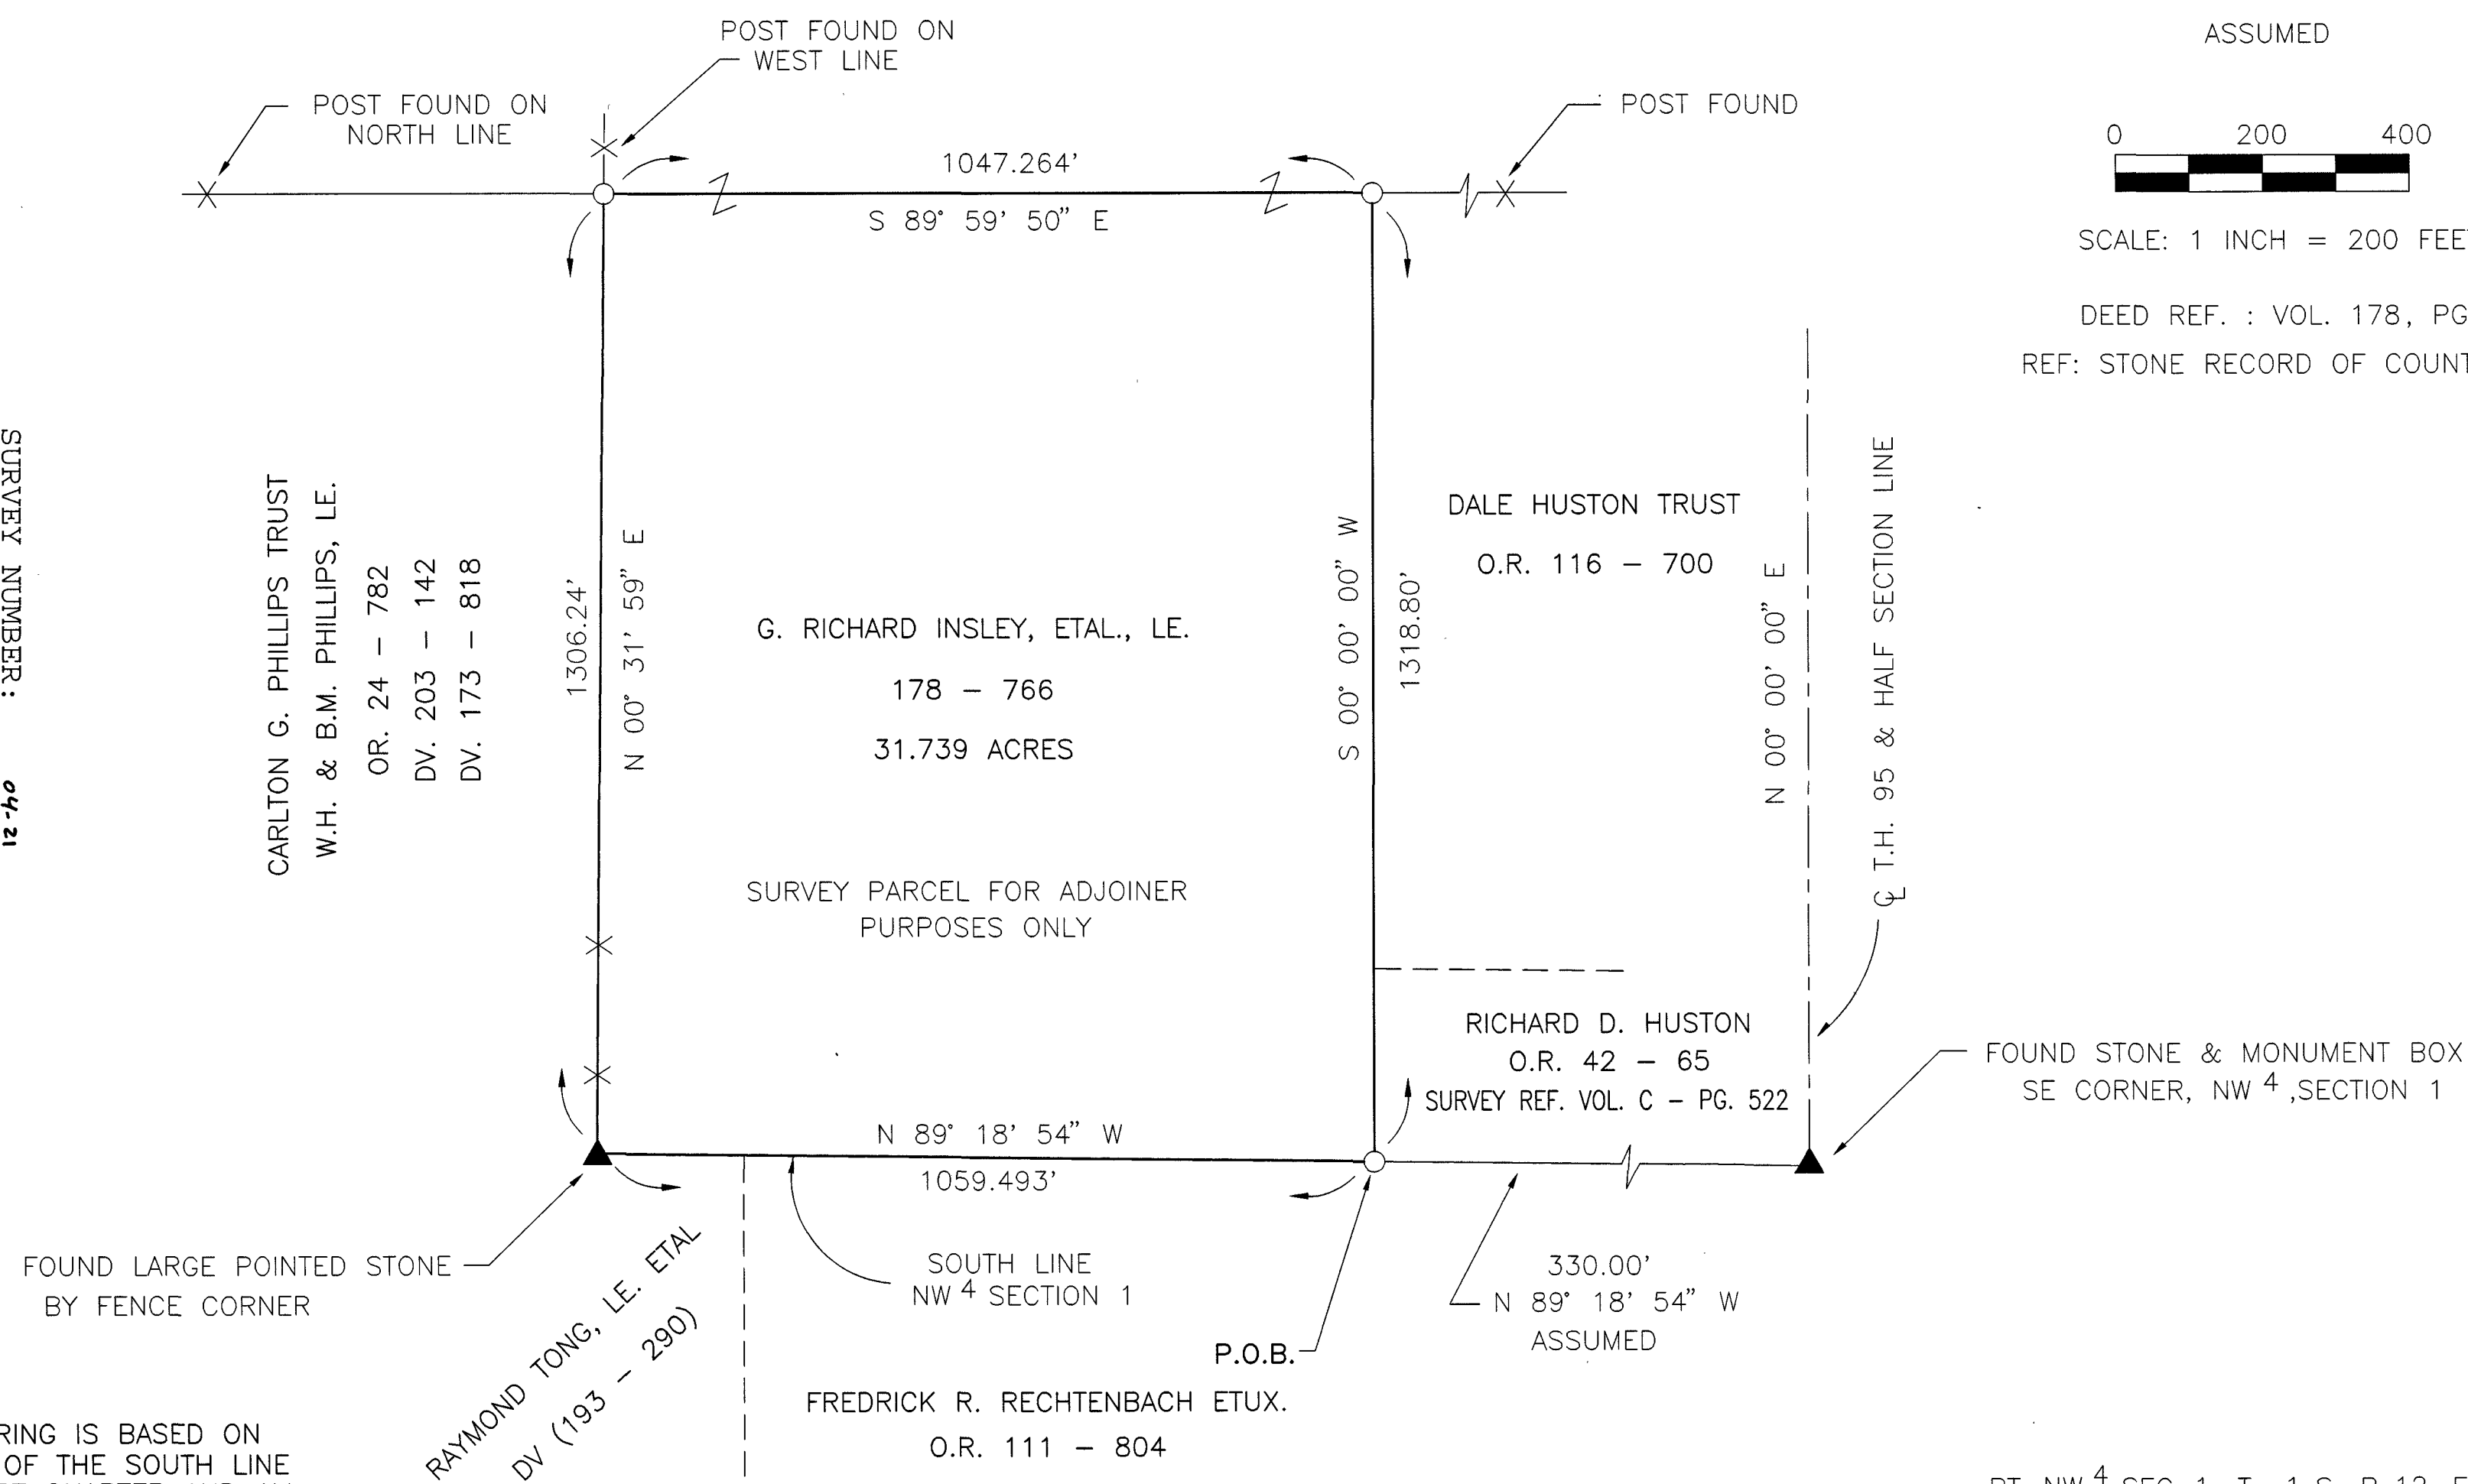 POST FOUND ON
WEST LINE
POST FOUND ON
NORTH LINE
POST FOUND
ASSUMED
0 200 400
SCALE: 1 INCH = 200 FEET
DEED REF. : VOL. 178, PG
REF: STONE RECORD OF
1047.264'
S 89° 59' 50" E
SURVEY NUMBER: 04-21
CARLTON G. PHILLIPS TRUST
W.H. & B.M. PHILLIPS, LE.
OR. 24 – 782
DV. 203 – 142
DV. 173 – 818
1306.24'
N 00° 31' 59" E
G. RICHARD INSLEY, ETAL., LE.
178 – 766
31.739 ACRES
SURVEY PARCEL FOR ADJOINER
PURPOSES ONLY
S 00° 00' 00" W
1318.80'
DALE HUSTON TRUST
O.R. 116 – 700
N 00° 00' 00" E
℄ T.H. 95 & HALF SECTION LINE
RICHARD D. HUSTON
O.R. 42 – 65
SURVEY REF. VOL. C – PG. 522
FOUND STONE & MONUMENT BOX
SE CORNER, NW 4 ,SECTION 1
N 89° 18' 54" W
1059.493'
FOUND LARGE POINTED STONE
BY FENCE CORNER
SOUTH LINE
NW 4 SECTION 1
330.00'
N 89° 18' 54" W
ASSUMED
P.O.B.
RAYMOND TONG, LE. ETAL
DV (193 – 290)
FREDRICK R. RECHTENBACH ETUX.
O.R. 111 – 804
RING IS BASED ON
OF THE SOUTH LINE